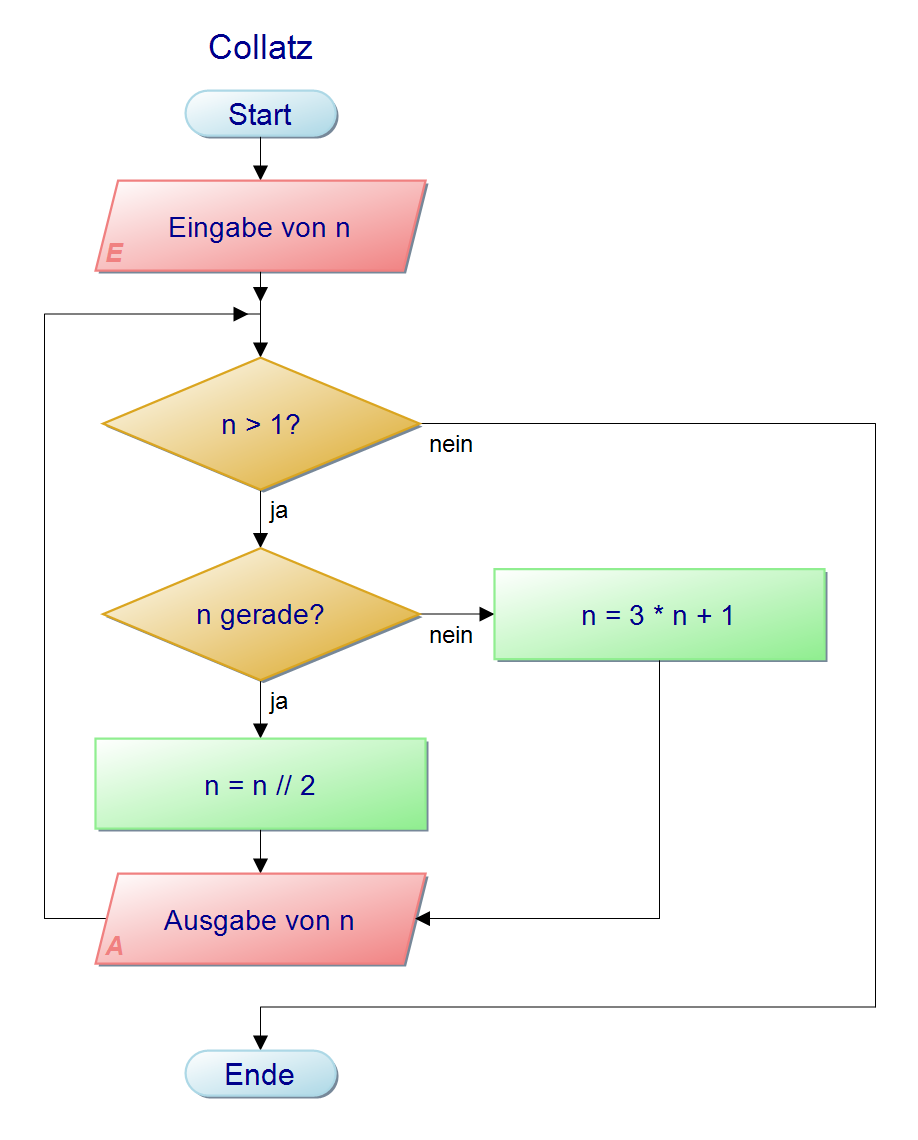 Collatz
Start
Eingabe von n
E
n > 1?
nein
ja
n gerade?
nein
n = 3 * n + 1
ja
n = n // 2
Ausgabe von n
A
Ende